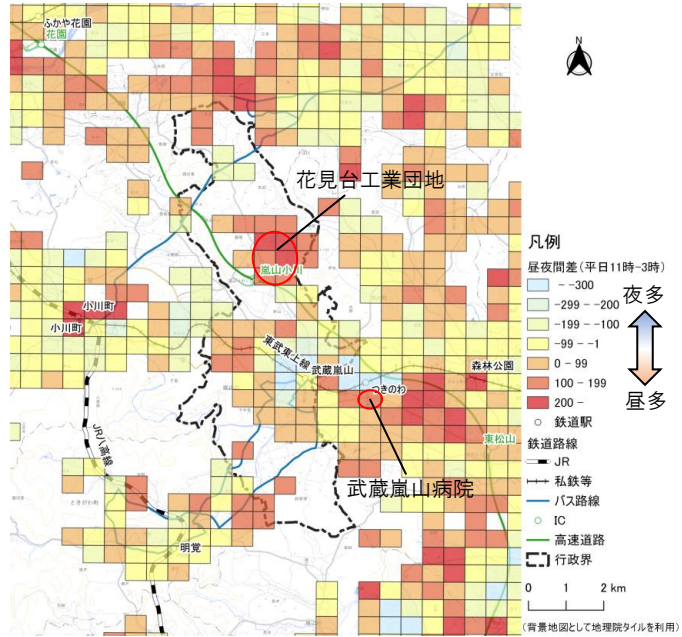 ふかや花園
花園
N
花見台工業団地
嵐山小川
小川町
小川町
東武東上線
武蔵嵐山
つきのわ
森林公園
東松山
JR八高線
武蔵嵐山病院
ときがわ町
明覚
凡例
昼夜間差(平日11時-3時)
- -300
-299 - -200
-199 - -100
-99 - -1
0 - 99
100 - 199
200 -
夜多
昼多
鉄道駅
鉄道路線
JR
私鉄等
バス路線
IC
高速道路
行政界
0 1 2 km
(背景地図として地理院タイルを利用)